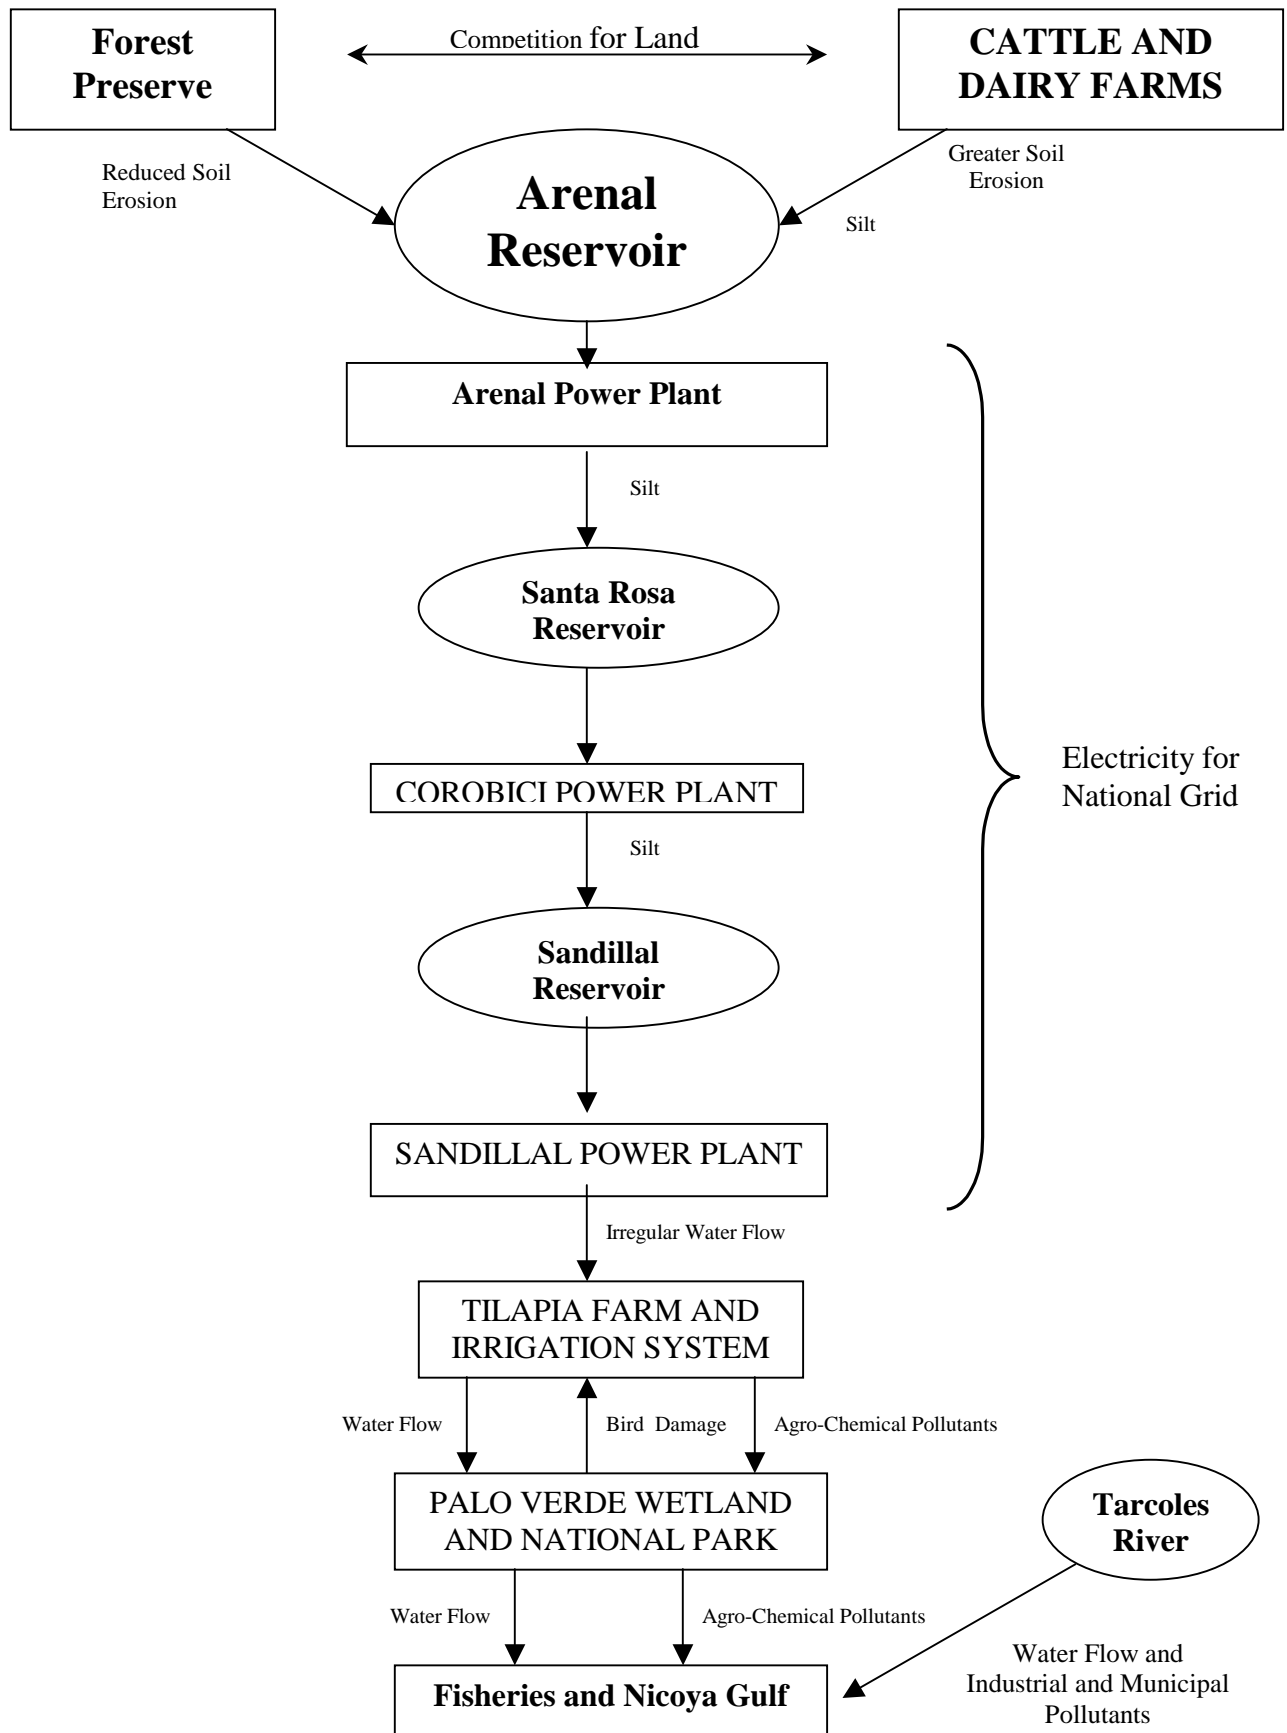 Forest
Preserve
Competition for Land
CATTLE AND
DAIRY FARMS
Reduced Soil
Erosion
Greater Soil
Erosion
Silt
Arenal
Reservoir
Arenal Power Plant
Silt
Santa Rosa
Reservoir
COROBICI POWER PLANT
Silt
Sandillal
Reservoir
SANDILLAL POWER PLANT
Electricity for
National Grid
Irregular Water Flow
TILAPIA FARM AND
IRRIGATION SYSTEM
Water Flow
Bird Damage
Agro-Chemical Pollutants
PALO VERDE WETLAND
AND NATIONAL PARK
Tarcoles
River
Water Flow
Agro-Chemical Pollutants
Water Flow and
Industrial and Municipal
Pollutants
Fisheries and Nicoya Gulf